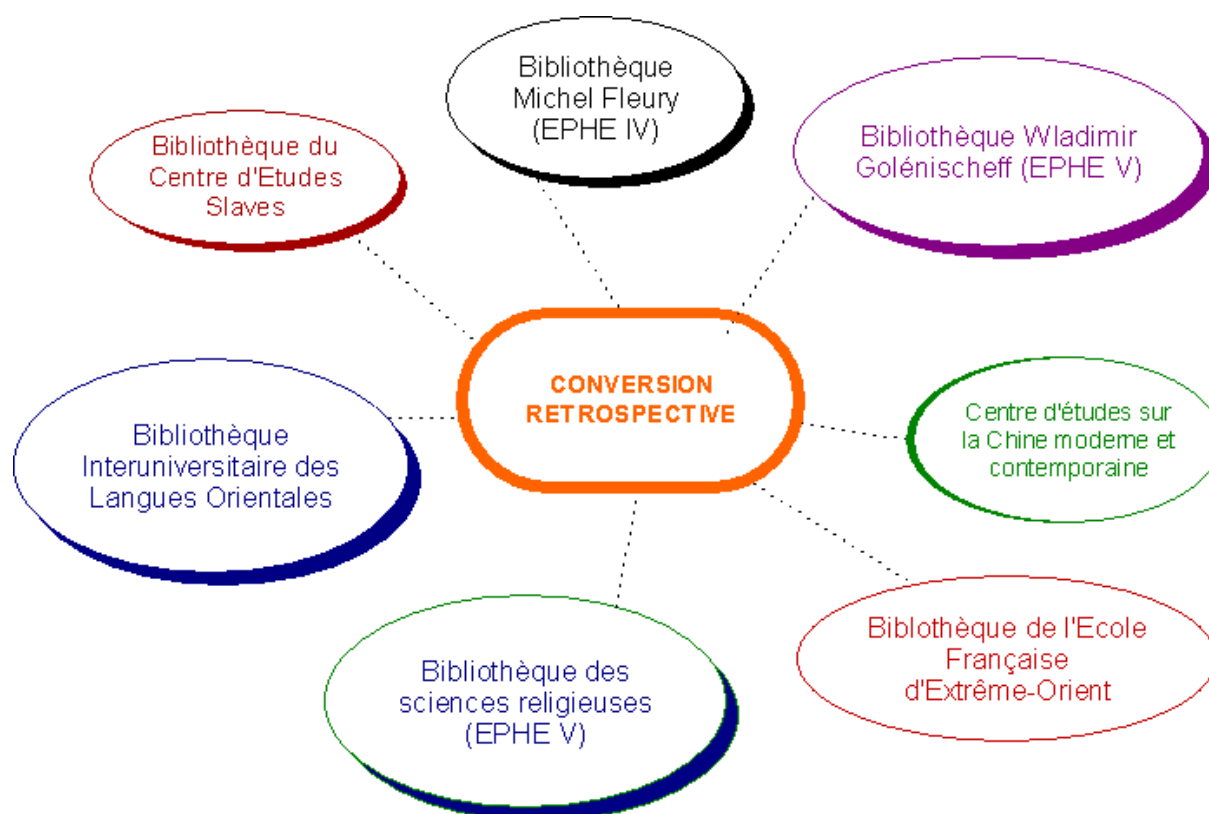 Bibliothèque
Michel Fleury
(EPHE IV)
Bibliothèque Wladimir
Golénischeff (EPHE V)
Bibliothèque du
Centre d'Etudes
Slaves
CONVERSION
RETROSPECTIVE
Centre d'études sur
la Chine moderne et
contemporaine
Bibliothèque
Interuniversitaire des
Langues Orientales
Biblothèque de l'Ecole
Française
d'Extrême-Orient
Bibliothèque des
sciences religieuses
(EPHE V)